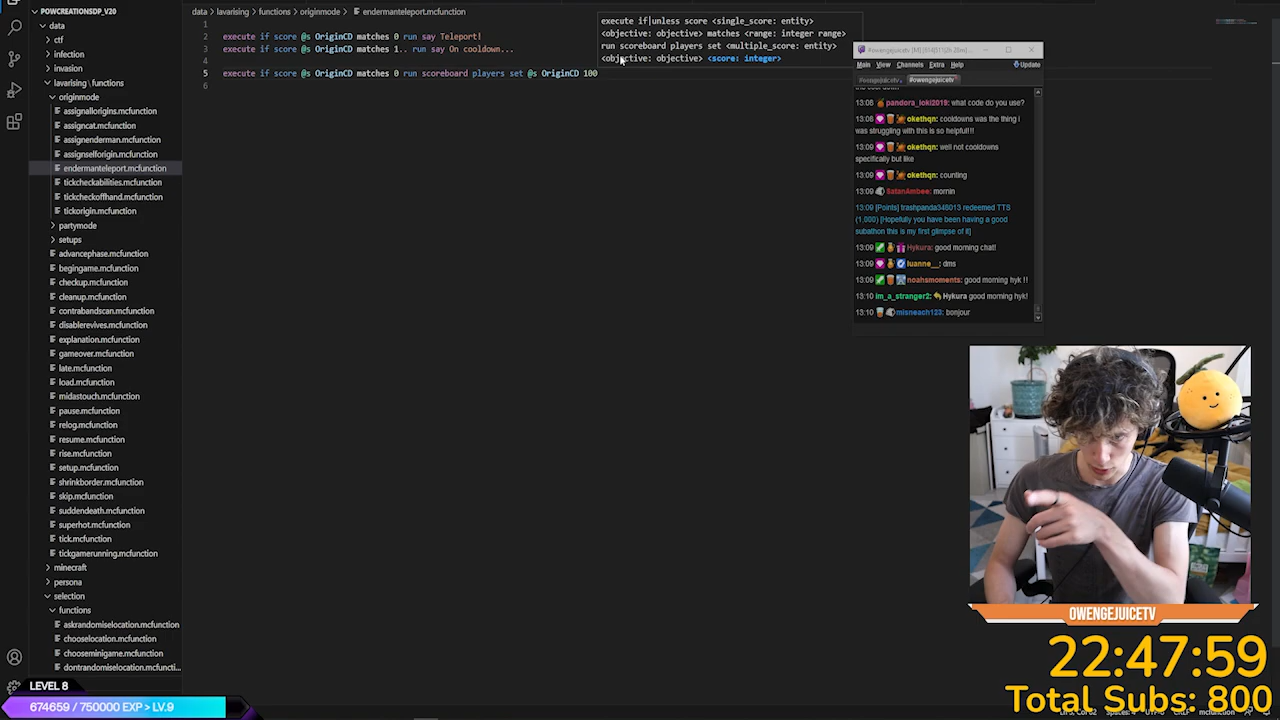 POWCREATIONSDP_V20
data
ctf
infection
invasion
lavarising \ functions
originmode
assignallorigins.mcfunction
assigncat.mcfunction
assignenderman.mcfunction
assignselforigin.mcfunction
endermanteleport.mcfunction
tickcheckabilities.mcfunction
tickcheckoffhand.mcfunction
tickorigin.mcfunction
partymode
setups
advancephase.mcfunction
begingame.mcfunction
checkup.mcfunction
cleanup.mcfunction
contrabandscan.mcfunction
disablerevives.mcfunction
explanation.mcfunction
gameover.mcfunction
late.mcfunction
load.mcfunction
midastouch.mcfunction
pause.mcfunction
relog.mcfunction
resume.mcfunction
rise.mcfunction
setup.mcfunction
shrinkborder.mcfunction
skip.mcfunction
suddendeath.mcfunction
superhot.mcfunction
tick.mcfunction
tickgamerunning.mcfunction
minecraft
persona
selection
functions
askrandomiselocation.mcfunction
chooselocation.mcfunction
chooseminigame.mcfunction
dontrandomiselocation.mcfuncti...
data > lavarising > functions > originmode > endermanteleport.mcfunction
1
2 execute if score @s OriginCD matches 0 run say Teleport!
3 execute if score @s OriginCD matches 1.. run say On cooldown...
4
5 execute if score @s OriginCD matches 0 run scoreboard players set @s OriginCD 100
6
execute if|unless score <single_score: entity>
<objective: objective> matches <range: integer range>
run scoreboard players set <multiple_score: entity>
<objective: objective> <score: integer>
Main View Channels Extra Help Update
#owengejuicetv
13:08 pandora_loki2019: what code do you use?
13:08 okethqn: cooldowns was the thing i
was struggling with this is so helpful!!!
13:09 okethqn: well not cooldowns
specifically but like
13:09 okethqn: counting
13:09 SatanAmbee: mornin
13:09 [Points] trashpanda346013 redeemed TTS
(1,000) [Hopefully you have been having a good
subathon this is my first glimpse of it]
13:09 Hykura: good morning chat!
13:09 luanne__: dms
13:09 noahsmoments: good morning hyk !!
13:10 im_a_stranger2: Hykura good morning hyk!
13:10 misneach123: bonjour
OWENGEJUICETV
22:47:59
Total Subs: 800
LEVEL 8
674659 / 750000 EXP > LV.9